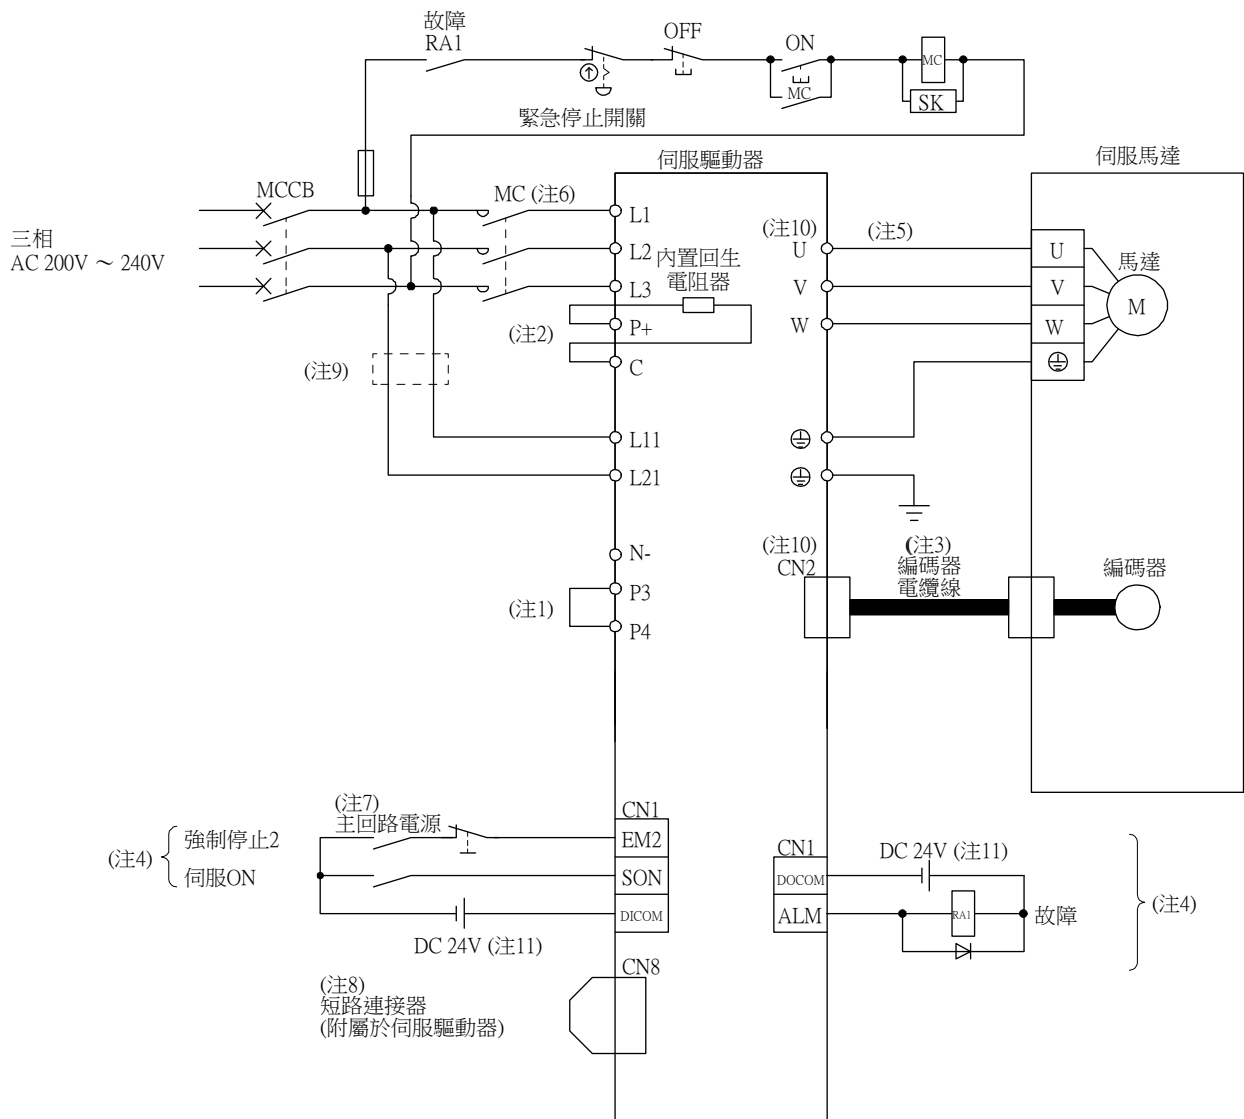 故障
RA1
OFF
ON
MC
MC
SK
緊急停止開關
伺服驅動器
伺服馬達
MCCB
MC (注6)
三相
AC 200V ～ 240V
L1
L2
L3
P+
C
L11
L21
N-
P3
P4
內置回生
電阻器
(注2)
(注9)
(注1)
(注10)
U
V
W
(注5)
U
V
W
馬達
M
(注10)
CN2
(注3)
編碼器
電纜線
編碼器
(注7)
主回路電源
(注4)
強制停止2
伺服ON
CN1
EM2
SON
DICOM
DC 24V (注11)
CN8
(注8)
短路連接器
(附屬於伺服驅動器)
CN1
DOCOM
ALM
DC 24V (注11)
RA1
故障
(注4)